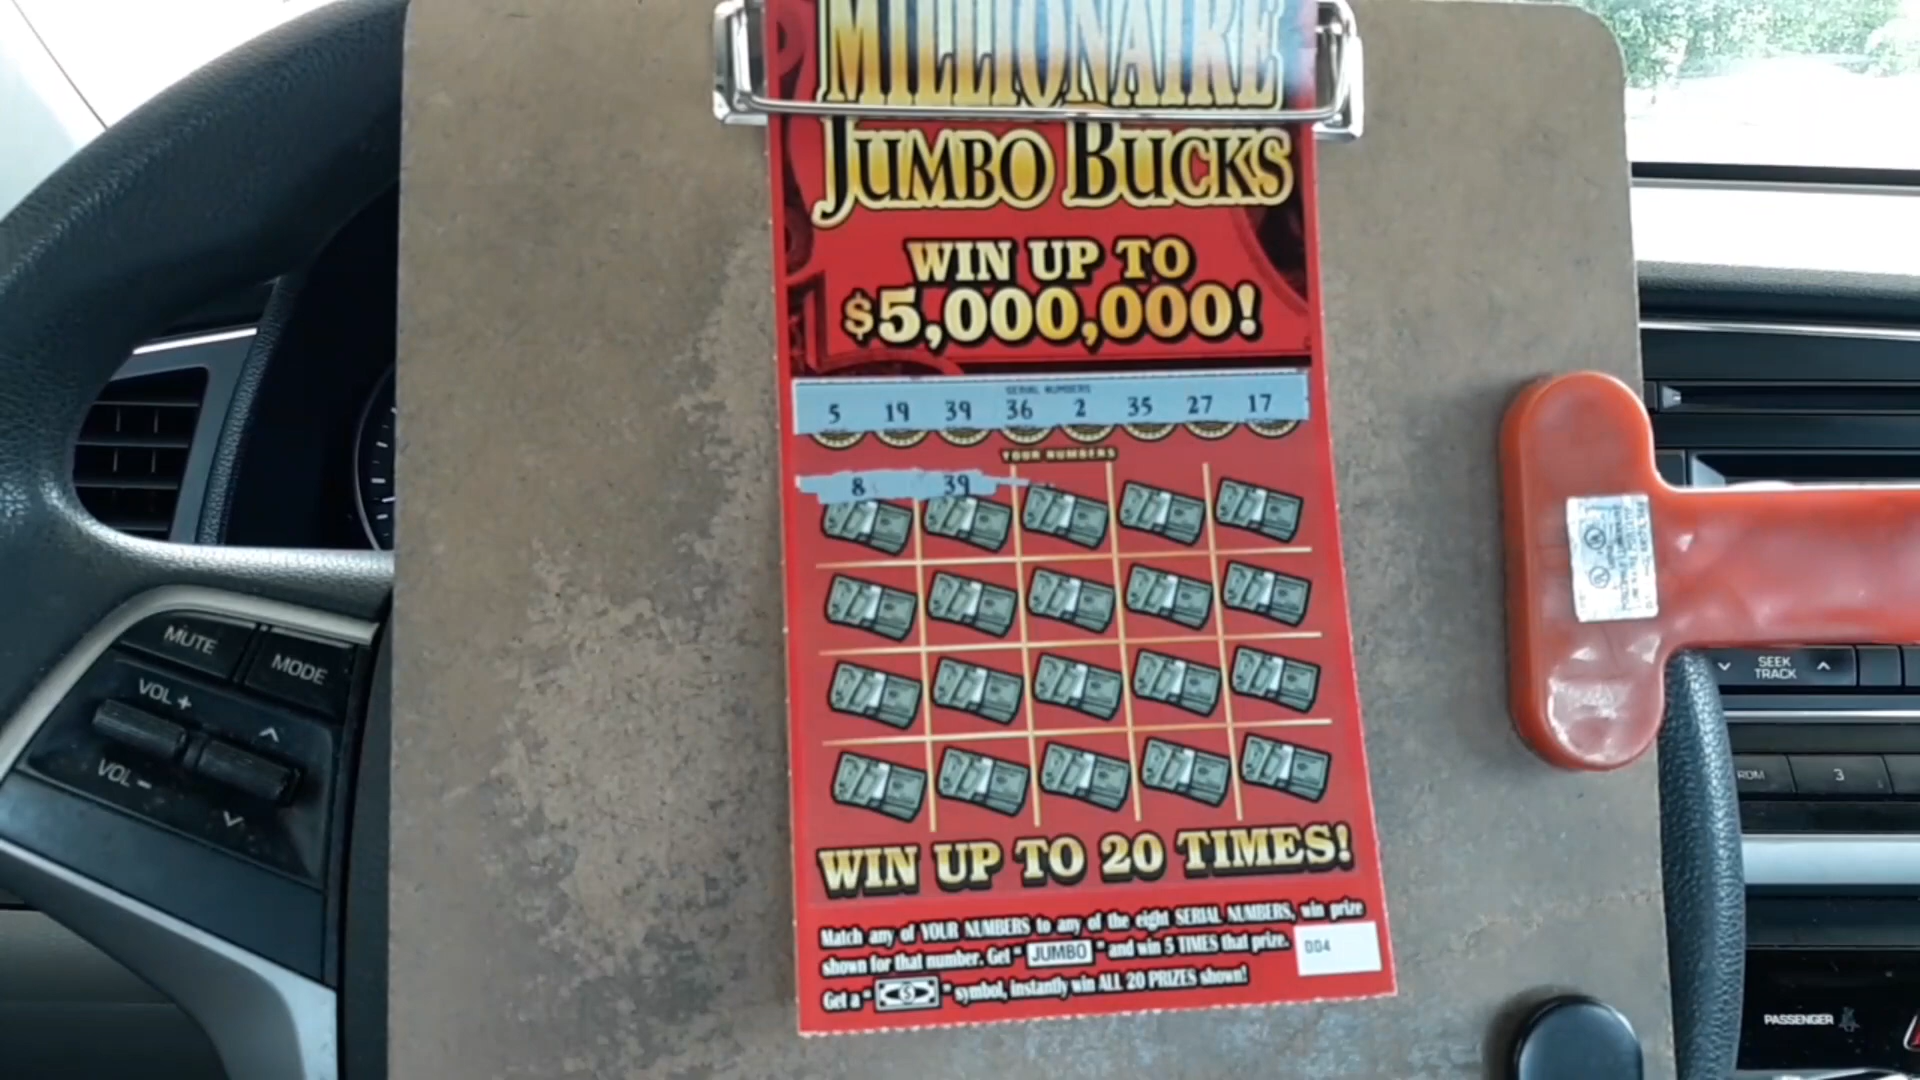 MILLIONAIRE
JUMBO BUCKS
WIN UP TO
$5,000,000!
SERIAL NUMBERS
5 19 39 36 2 35 27 17
YOUR NUMBERS
8 39
WIN UP TO 20 TIMES!
Match any of YOUR NUMBERS to any of the eight SERIAL NUMBERS, win prize
shown for that number. Get "JUMBO" and win 5 TIMES that prize.
Get a "$" symbol, instantly win ALL 20 PRIZES shown!
004
MUTE
MODE
VOL +
VOL -
SEEK
TRACK
RDM
3
PASSENGER